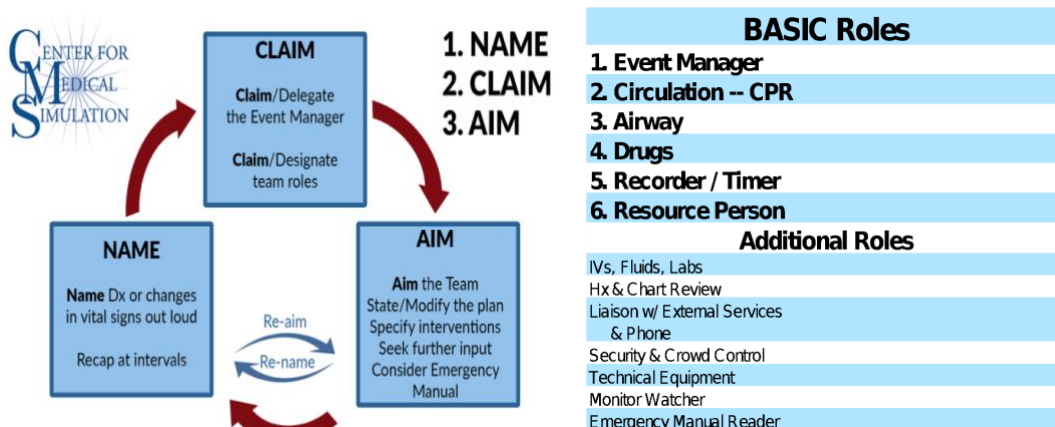 CENTER FOR
MEDICAL
SIMULATION
CLAIM
Claim/Delegate
the Event Manager
Claim/Designate
team roles
1. NAME
2. CLAIM
3. AIM
NAME
Name Dx or changes
in vital signs out loud
Recap at intervals
Re-aim
Re-name
AIM
Aim the Team
State/Modify the plan
Specify interventions
Seek further input
Consider Emergency
Manual
BASIC Roles
1. Event Manager
2. Circulation -- CPR
3. Airway
4. Drugs
5. Recorder / Timer
6. Resource Person
Additional Roles
IVs, Fluids, Labs
Hx & Chart Review
Liaison w/ External Services
& Phone
Security & Crowd Control
Technical Equipment
Monitor Watcher
Emergency Manual Reader